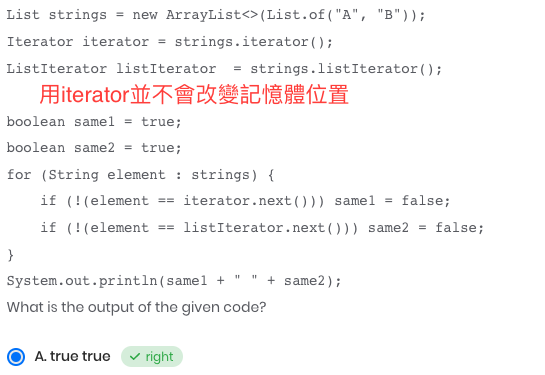 List strings = new ArrayList<>(List.of("A", "B"));
Iterator iterator = strings.iterator();
ListIterator listIterator  = strings.listIterator();
用iterator並不會改變記憶體位置
boolean same1 = true;
boolean same2 = true;
for (String element : strings) {
    if (!(element == iterator.next())) same1 = false;
    if (!(element == listIterator.next())) same2 = false;
}
System.out.println(same1 + " " + same2);
What is the output of the given code?
A. true true ✓ right